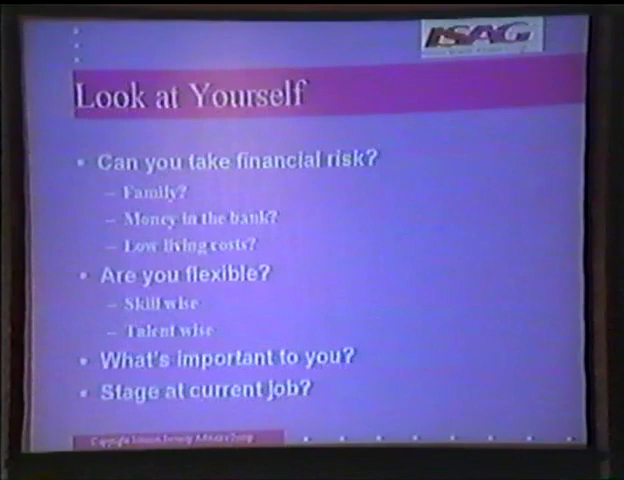 ISAG
Look at Yourself
• Can you take financial risk?
– Family?
– Money in the bank?
– Low living costs?
• Are you flexible?
– Skill wise
– Talent wise
• What's important to you?
• Stage at current job?
Copyright